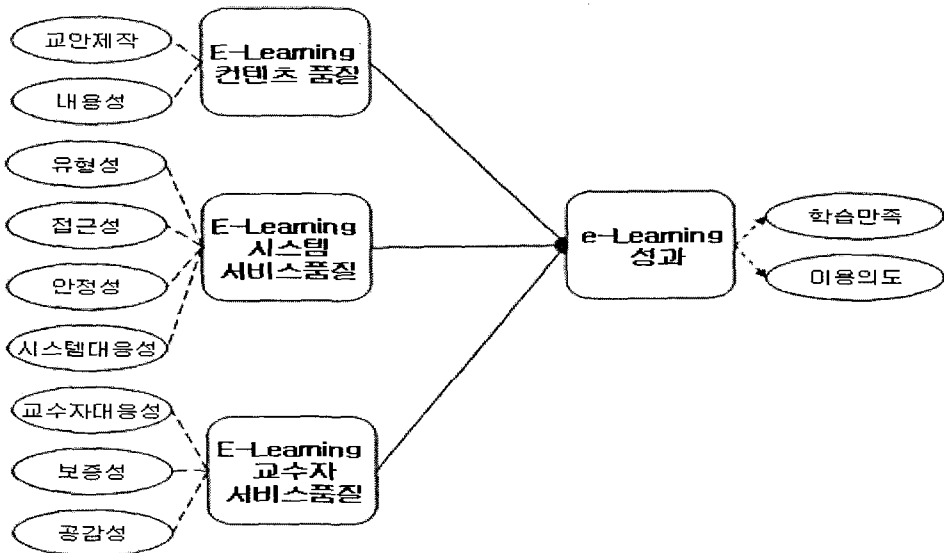 교안제작
내용성
유형성
접근성
안정성
시스템대응성
교수자대응성
보증성
공감성
E-Learning
컨텐츠 품질
E-Learning
시스템
서비스품질
E-Learning
교수자
서비스품질
e-Learning
성과
학습만족
이용의도